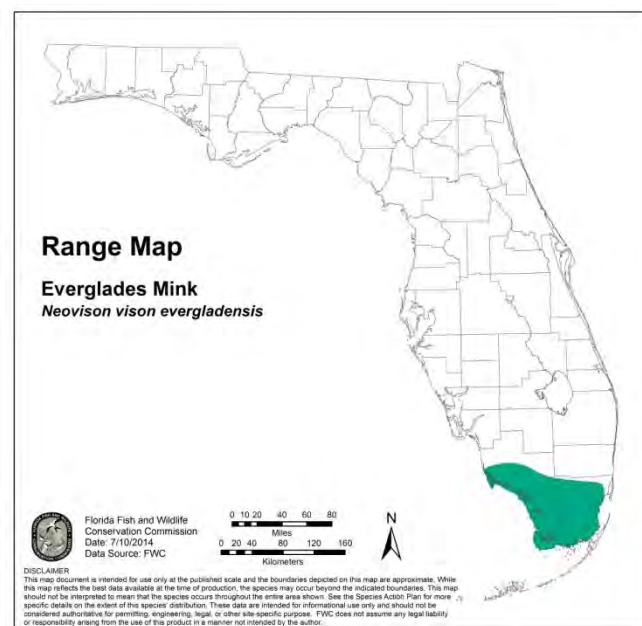 Range Map
Everglades Mink
Neovison vison evergladensis
Florida Fish and Wildlife
Conservation Commission
Date: 7/10/2014
Data Source: FWC
0 10 20 40 60 80
Miles
0 20 40 80 120 160
Kilometers
N
DISCLAIMER
This map document is intended for use only at the published scale and the boundaries depicted on this map are approximate. While
this map reflects the best data available at the time of production, the species may occur beyond the indicated boundaries. This map
should not be interpreted to mean that the species occurs throughout the entire area shown. See the Species Action Plan for more
specific details on the extent of this species' distribution. These data are intended for informational use only and should not be
considered authoritative for permitting, engineering, legal, or other site-specific purpose. FWC does not assume any legal liability
or responsibility arising from the use of this product in a manner not intended by the author.